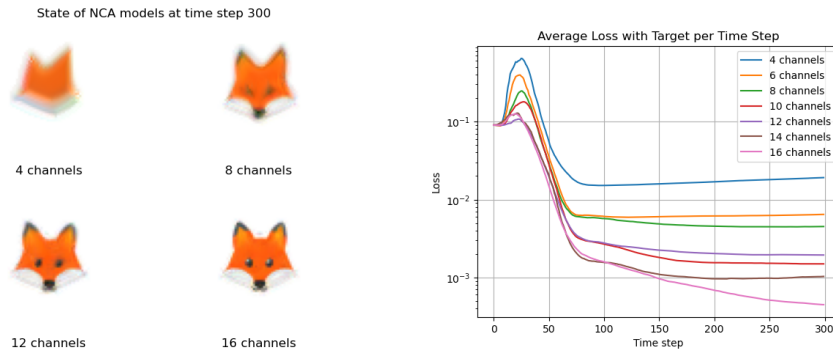 State of NCA models at time step 300
4 channels
8 channels
12 channels
16 channels
Average Loss with Target per Time Step
4 channels
6 channels
8 channels
10 channels
12 channels
14 channels
16 channels
10⁻¹
10⁻²
10⁻³
Loss
0
50
100
150
200
250
300
Time step